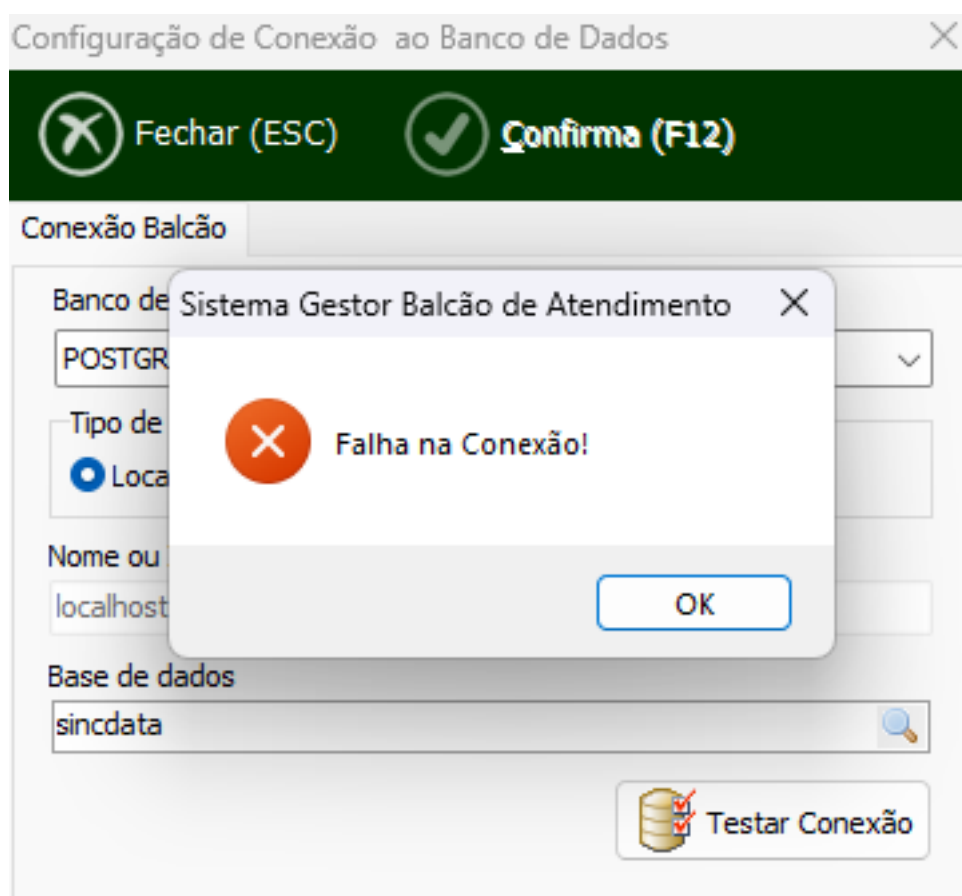 Configuração de Conexão ao Banco de Dados
Fechar (ESC)
Confirma (F12)
Conexão Balcão
Banco de
Sistema Gestor Balcão de Atendimento
POSTGR
Tipo de
Falha na Conexão!
Loca
Nome ou
localhost
OK
Base de dados
sincdata
Testar Conexão